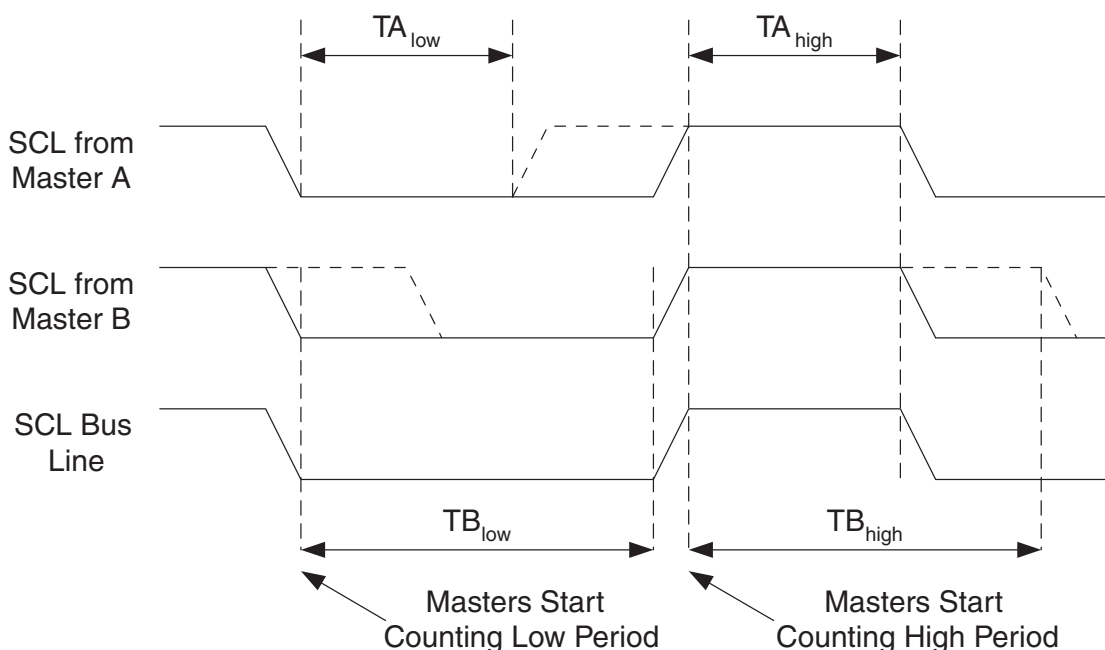 TA low
TA high
SCL from
Master A
SCL from
Master B
SCL Bus
Line
TB low
TB high
Masters Start
Counting Low Period
Masters Start
Counting High Period